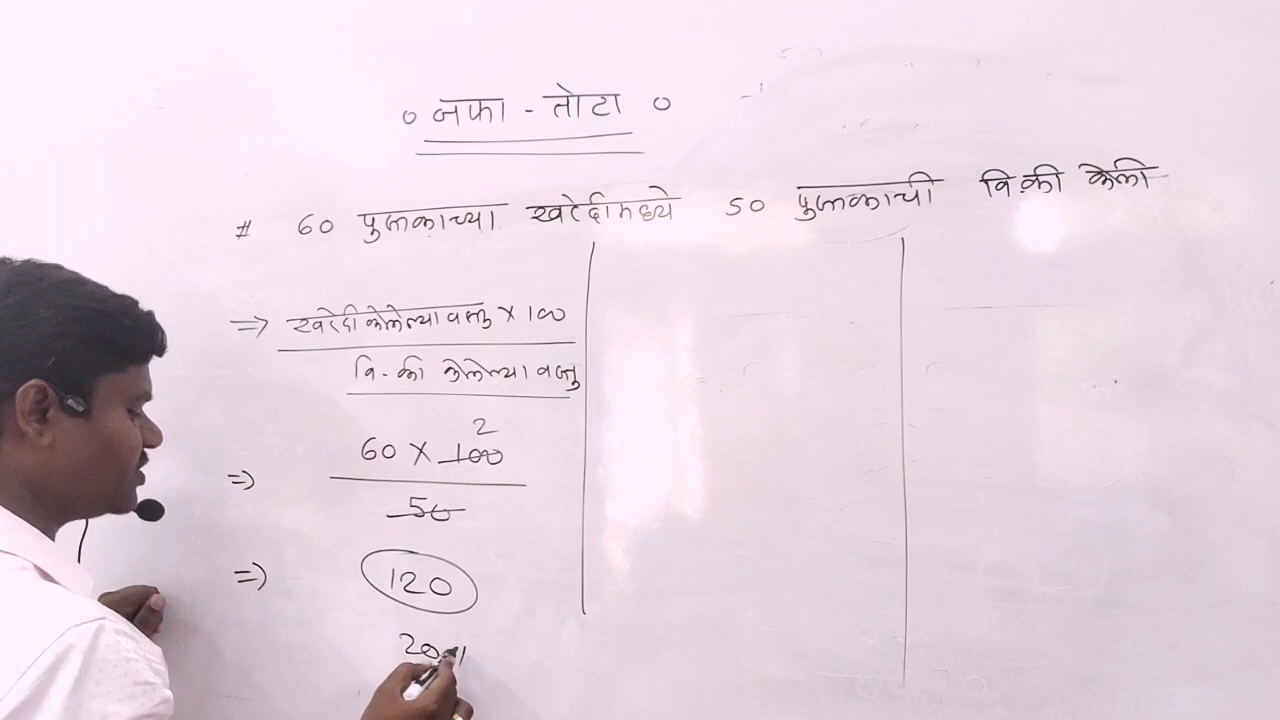 ० नफा - तोटा ०
# 60 पुस्तकाच्या खरेदीमध्ये 50 पुस्तकाची विक्री केली
=> खरेदी केलेल्या वस्तु X 100
विक्री केलेल्या वस्तु
2
=> 60 X 100
50
=> 120
20